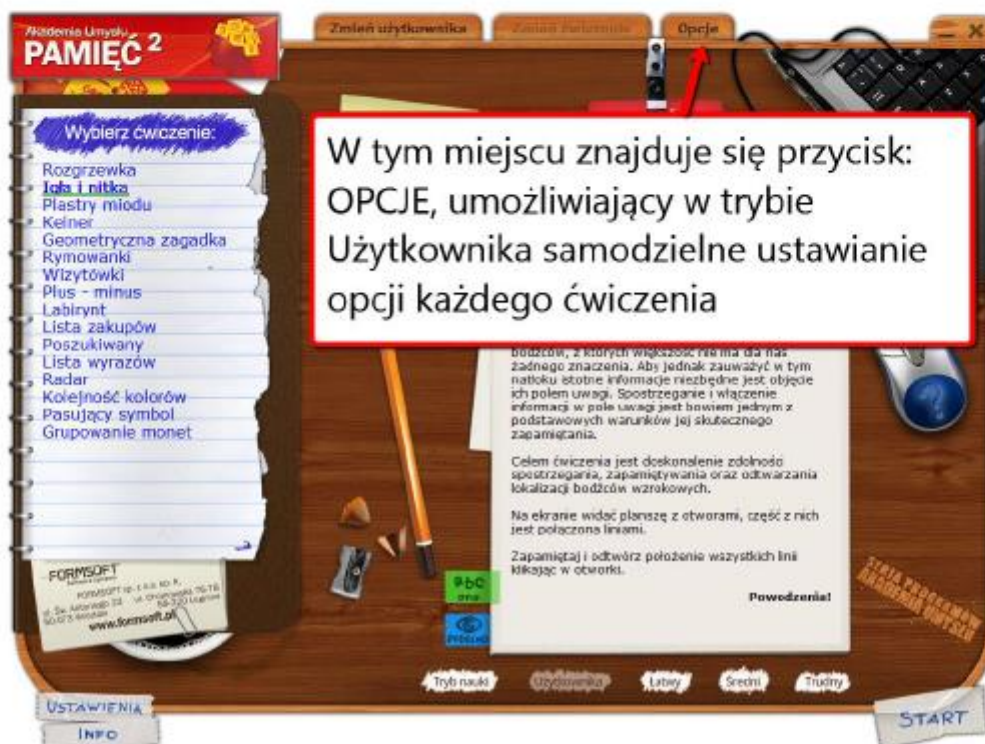 Akademia Umysłu
PAMIĘĆ 2
Zmień użytkownika
Zmień ćwiczenie
Opcje
Wybierz ćwiczenie:
Rozgrzewka
Igła i nitka
Plastry miodu
Kelner
Geometryczna zagadka
Rymowanki
Wizytówki
Plus - minus
Labirynt
Lista zakupów
Poszukiwany
Lista wyrazów
Radar
Kolejność kolorów
Pasujący symbol
Grupowanie monet
W tym miejscu znajduje się przycisk:
OPCJE, umożliwiający w trybie
Użytkownika samodzielne ustawianie
opcji każdego ćwiczenia
bodźców, z których większość nie ma dla nas
żadnego znaczenia. Aby jednak zauważyć w tym
natłoku istotne informacje niezbędne jest objęcie
ich polem uwagi. Spostrzeganie i włączenie
informacji w pole uwagi jest bowiem jednym z
podstawowych warunków jej skutecznego
zapamiętania.
Celem ćwiczenia jest doskonalenie zdolności
spostrzegania, zapamiętywania oraz odtwarzania
lokalizacji bodźców wzrokowych.
Na ekranie widać planszę z otworami, część z nich
jest połączona liniami.
Zapamiętaj i odtwórz położenie wszystkich linii
klikając w otworki.
Powodzenia!
FORMSOFT
www.formsoft.pl
abc
Tryb nauki
Użytkownika
Łatwy
Średni
Trudny
USTAWIENIA
INFO
START